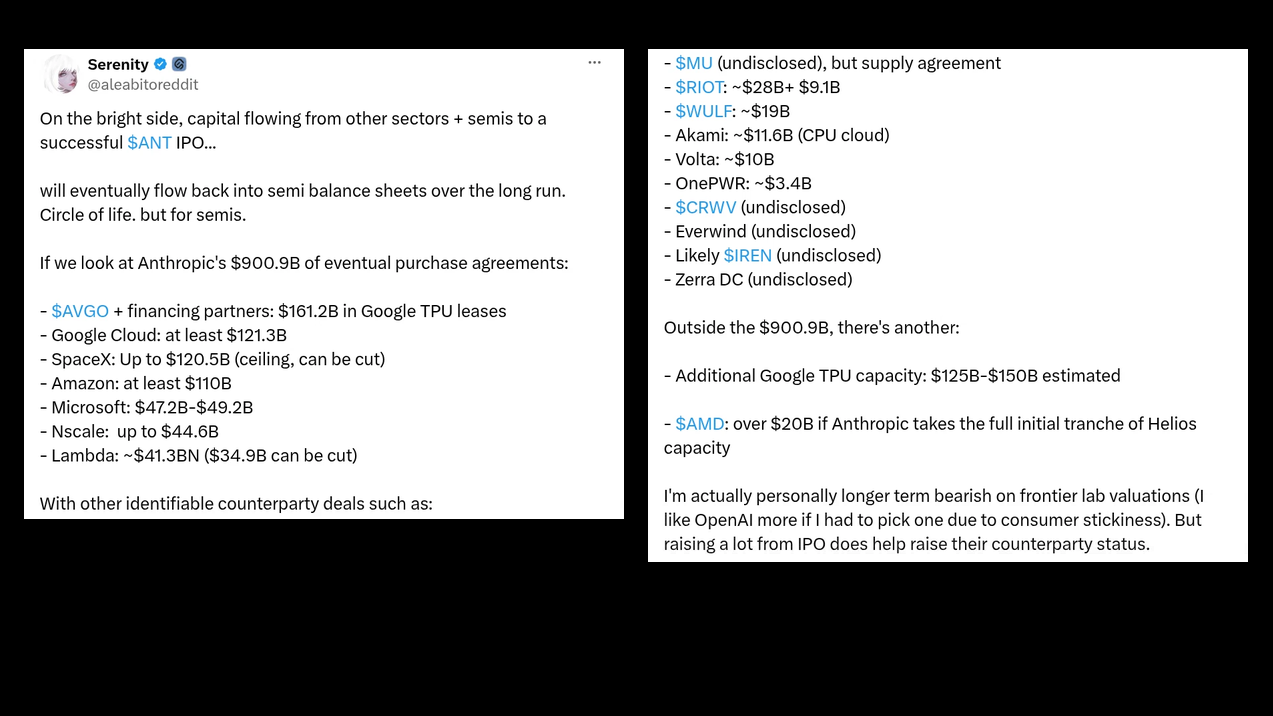 Serenity
@aleabitoreddit
On the bright side, capital flowing from other sectors + semis to a
successful $ANT IPO...
will eventually flow back into semi balance sheets over the long run.
Circle of life. but for semis.
If we look at Anthropic's $900.9B of eventual purchase agreements:
- $AVGO + financing partners: $161.2B in Google TPU leases
- Google Cloud: at least $121.3B
- SpaceX: Up to $120.5B (ceiling, can be cut)
- Amazon: at least $110B
- Microsoft: $47.2B-$49.2B
- Nscale:  up to $44.6B
- Lambda: ~$41.3BN ($34.9B can be cut)
With other identifiable counterparty deals such as:
- $MU (undisclosed), but supply agreement
- $RIOT: ~$28B+ $9.1B
- $WULF: ~$19B
- Akami: ~$11.6B (CPU cloud)
- Volta: ~$10B
- OnePWR: ~$3.4B
- $CRWV (undisclosed)
- Everwind (undisclosed)
- Likely $IREN (undisclosed)
- Zerra DC (undisclosed)
Outside the $900.9B, there's another:
- Additional Google TPU capacity: $125B-$150B estimated
- $AMD: over $20B if Anthropic takes the full initial tranche of Helios
capacity
I'm actually personally longer term bearish on frontier lab valuations (I
like OpenAI more if I had to pick one due to consumer stickiness). But
raising a lot from IPO does help raise their counterparty status.